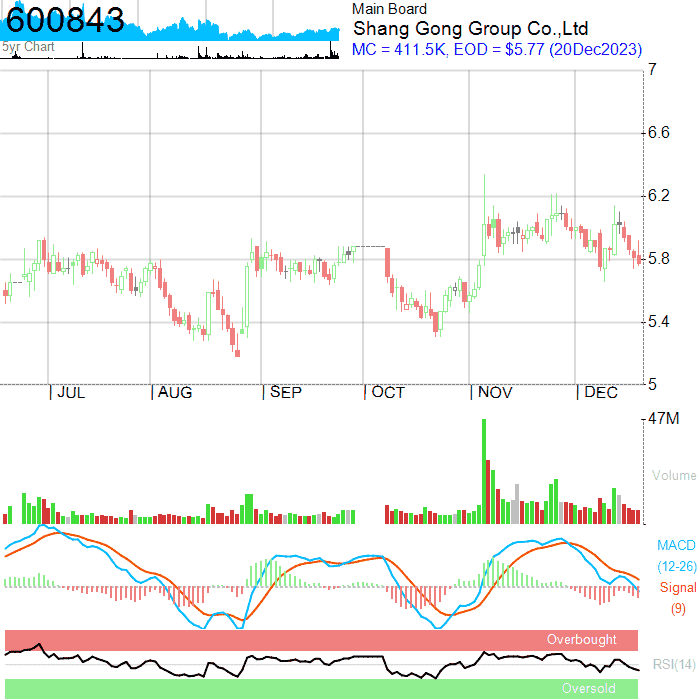 600843
5yr Chart
Main Board
Shang Gong Group Co.,Ltd
MC = 411.5K, EOD = $5.77 (20Dec2023)
7
6.6
6.2
5.8
5.4
5
JUL AUG SEP OCT NOV DEC
47M
Volume
MACD
(12-26)
Signal
(9)
Overbought
RSI(14)
Oversold